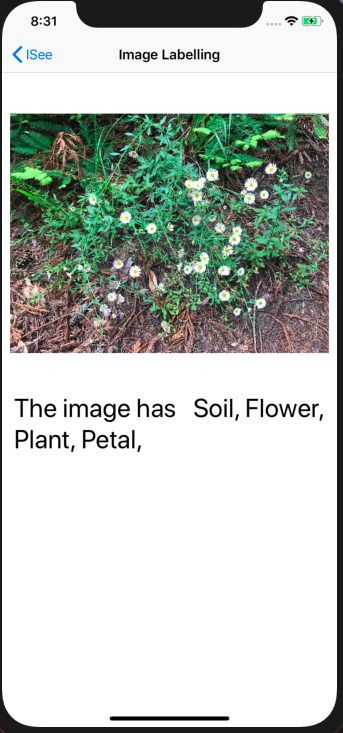 8:31
ISee
Image Labelling
The image has   Soil, Flower,
Plant, Petal,